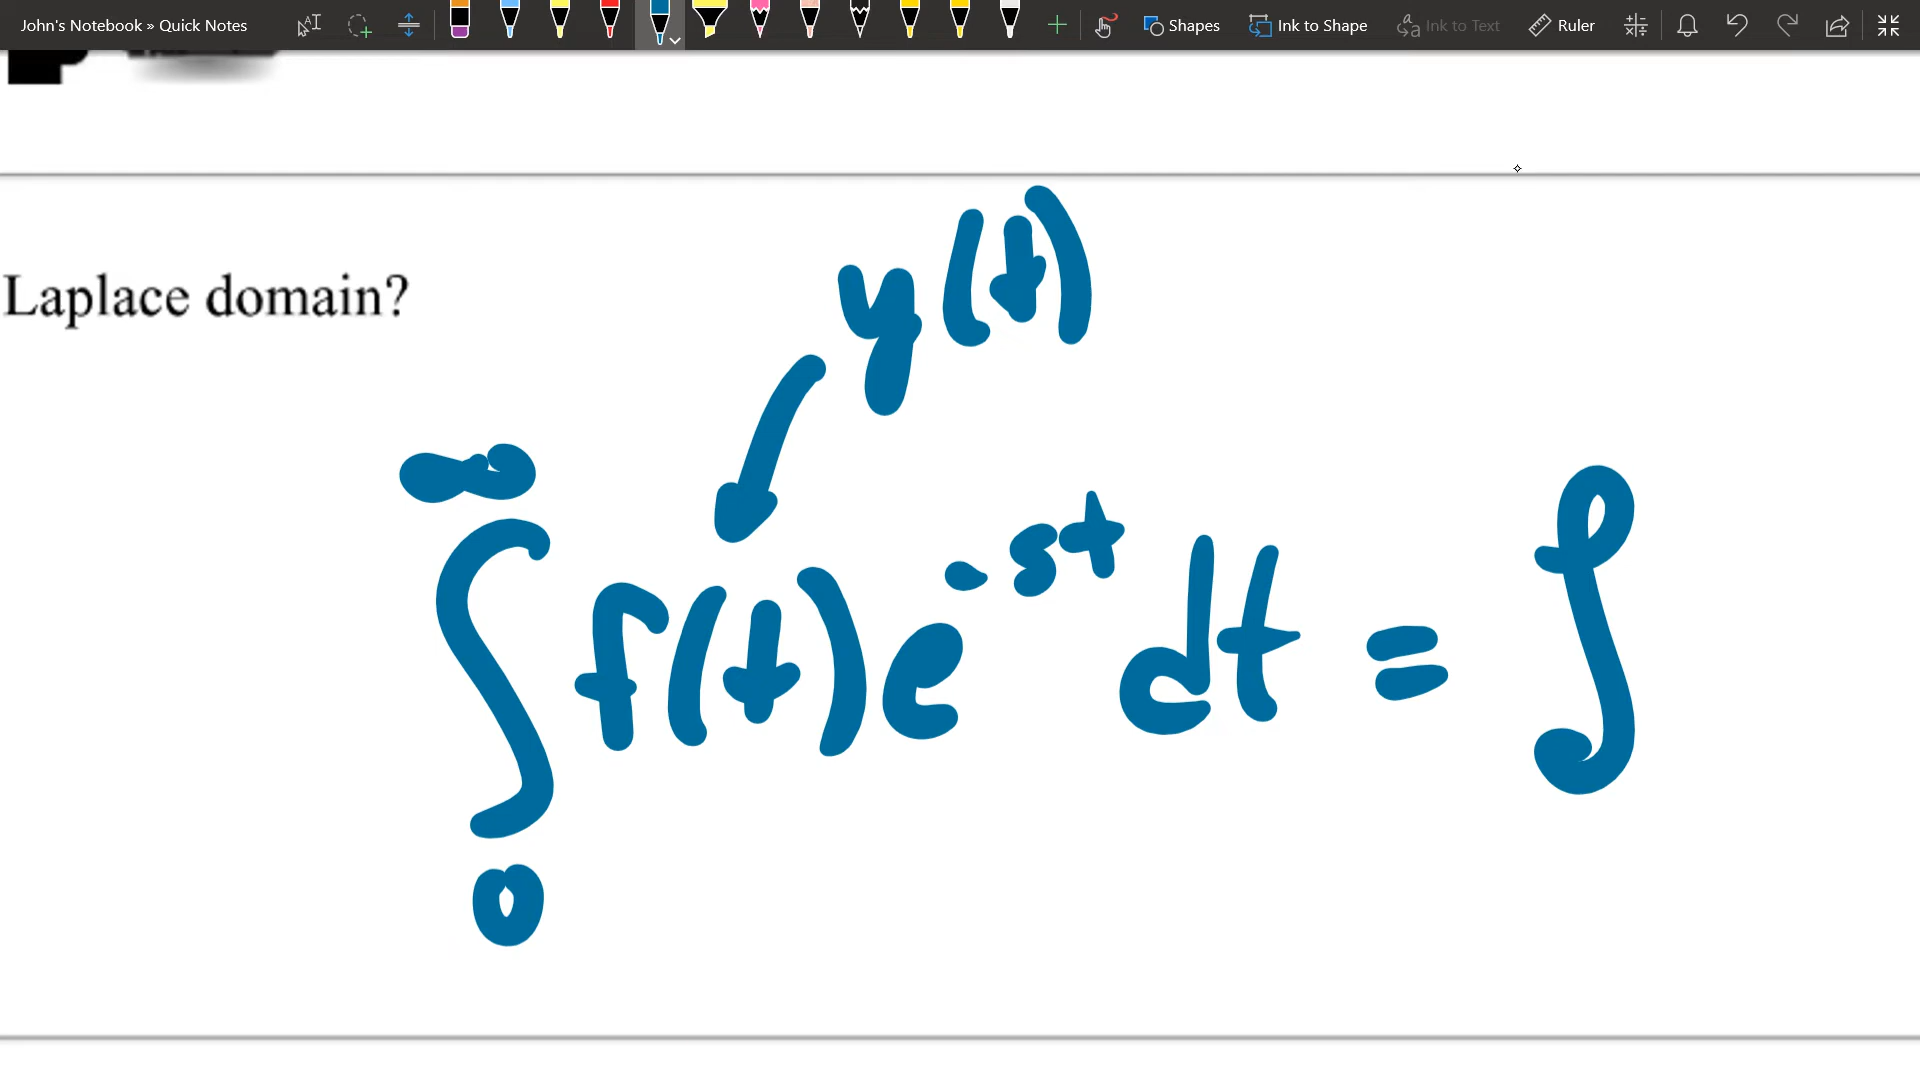 John's Notebook » Quick Notes Shapes Ink to Shape Ink to Text Ruler
Laplace domain?
y(t)
∞
∫ f(t) e^-st dt = ∫
0